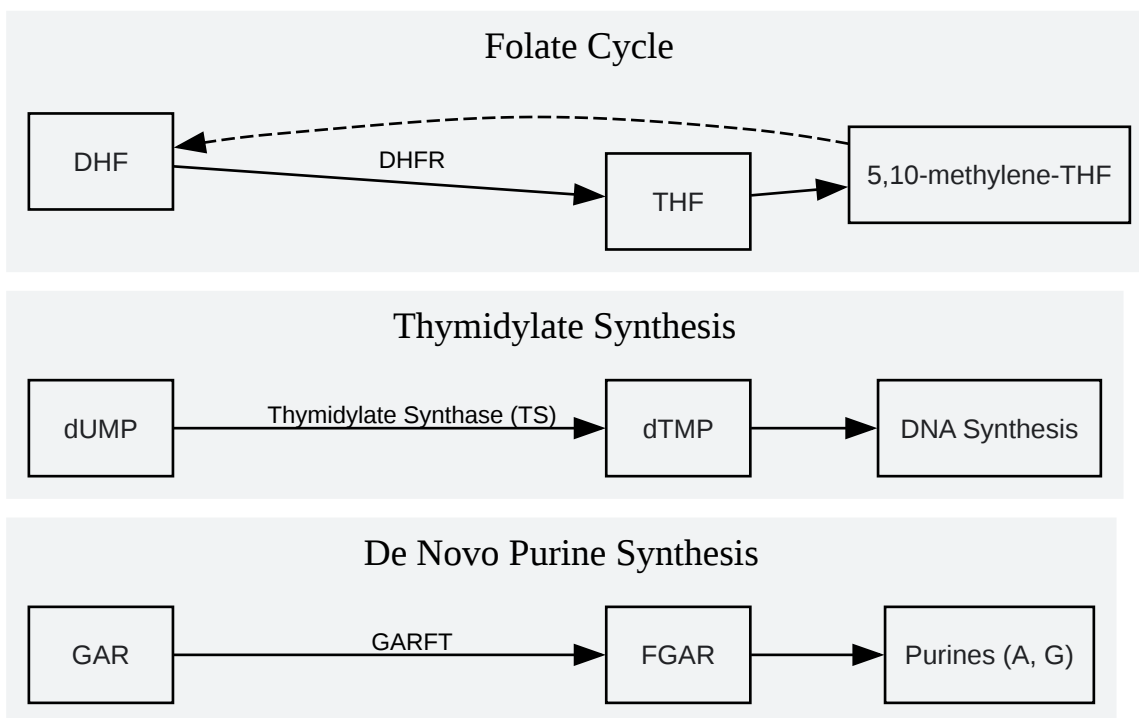 Folate Cycle
DHF
DHFR
THF
5,10-methylene-THF
Thymidylate Synthesis
dUMP
Thymidylate Synthase (TS)
dTMP
DNA Synthesis
De Novo Purine Synthesis
GAR
GARFT
FGAR
Purines (A, G)